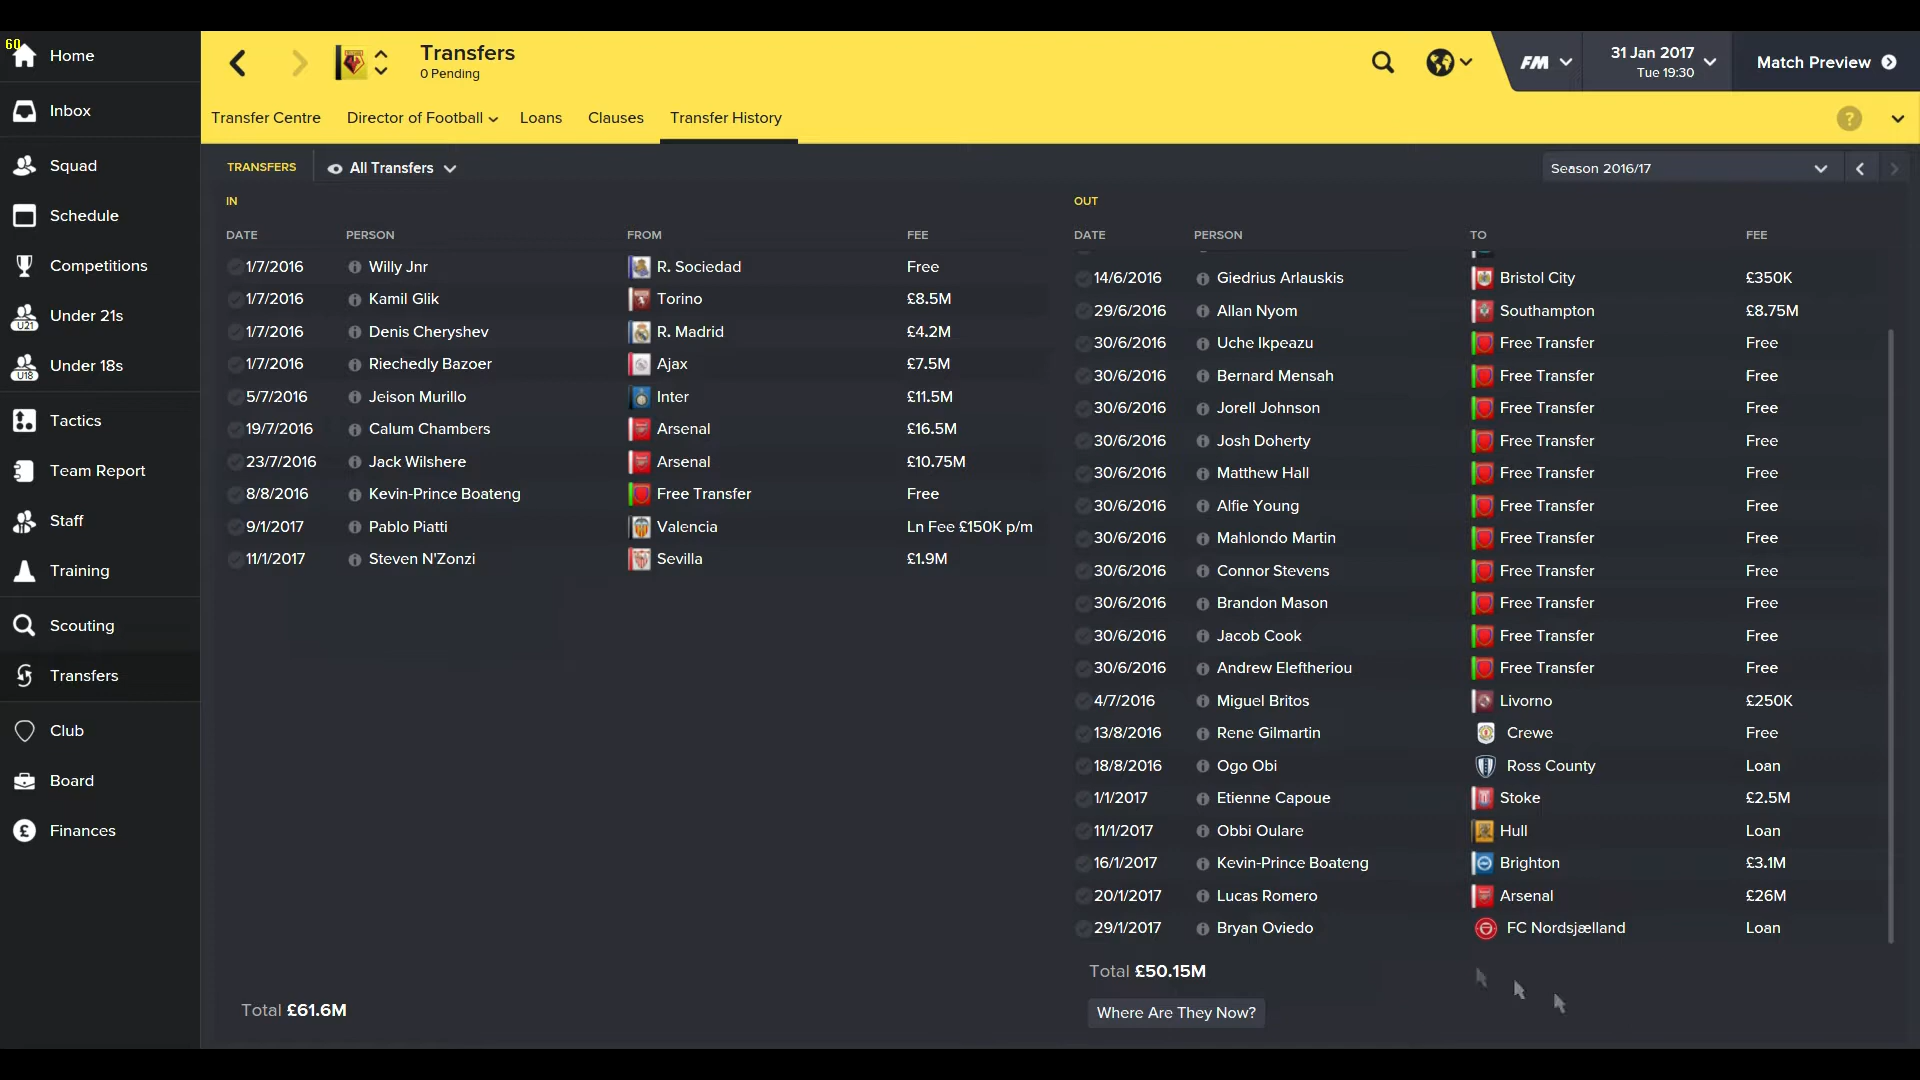 60
Home
Inbox
Squad
Schedule
Competitions
U21
Under 21s
U18
Under 18s
Tactics
Team Report
Staff
Training
Scouting
Transfers
Club
Board
£
Finances
Transfers
0 Pending
FM
31 Jan 2017
Tue 19:30
Match Preview
Transfer Centre Director of Football Loans Clauses Transfer History
?
TRANSFERS All Transfers Season 2016/17
IN
DATE PERSON FROM FEE
1/7/2016 Willy Jnr R. Sociedad Free
1/7/2016 Kamil Glik Torino £8.5M
1/7/2016 Denis Cheryshev R. Madrid £4.2M
1/7/2016 Riechedly Bazoer Ajax £7.5M
5/7/2016 Jeison Murillo Inter £11.5M
19/7/2016 Calum Chambers Arsenal £16.5M
23/7/2016 Jack Wilshere Arsenal £10.75M
8/8/2016 Kevin-Prince Boateng Free Transfer Free
9/1/2017 Pablo Piatti Valencia Ln Fee £150K p/m
11/1/2017 Steven N'Zonzi Sevilla £1.9M
Total £61.6M
OUT
DATE PERSON TO FEE
14/6/2016 Giedrius Arlauskis Bristol City £350K
29/6/2016 Allan Nyom Southampton £8.75M
30/6/2016 Uche Ikpeazu Free Transfer Free
30/6/2016 Bernard Mensah Free Transfer Free
30/6/2016 Jorell Johnson Free Transfer Free
30/6/2016 Josh Doherty Free Transfer Free
30/6/2016 Matthew Hall Free Transfer Free
30/6/2016 Alfie Young Free Transfer Free
30/6/2016 Mahlondo Martin Free Transfer Free
30/6/2016 Connor Stevens Free Transfer Free
30/6/2016 Brandon Mason Free Transfer Free
30/6/2016 Jacob Cook Free Transfer Free
30/6/2016 Andrew Eleftheriou Free Transfer Free
4/7/2016 Miguel Britos Livorno £250K
13/8/2016 Rene Gilmartin Crewe Free
18/8/2016 Ogo Obi Ross County Loan
1/1/2017 Etienne Capoue Stoke £2.5M
11/1/2017 Obbi Oulare Hull Loan
16/1/2017 Kevin-Prince Boateng Brighton £3.1M
20/1/2017 Lucas Romero Arsenal £26M
29/1/2017 Bryan Oviedo FC Nordsjælland Loan
Total £50.15M
Where Are They Now?